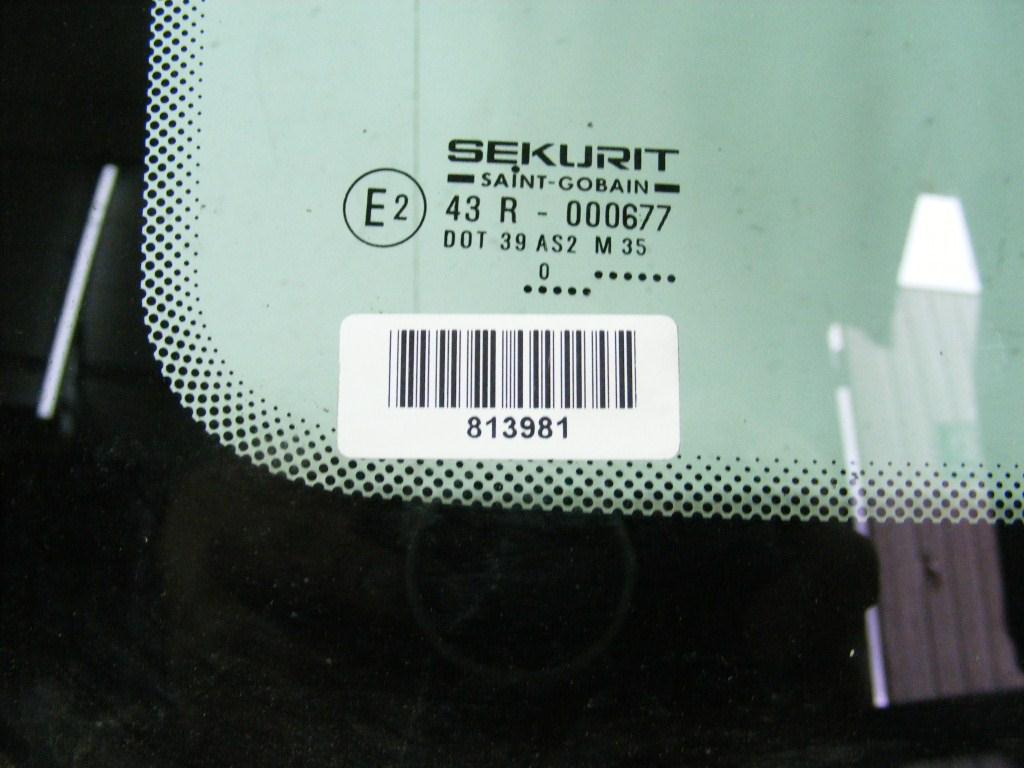 SEKURIT
SAINT-GOBAIN
E2 43 R - 000677
DOT 39 AS2 M 35
0
813981